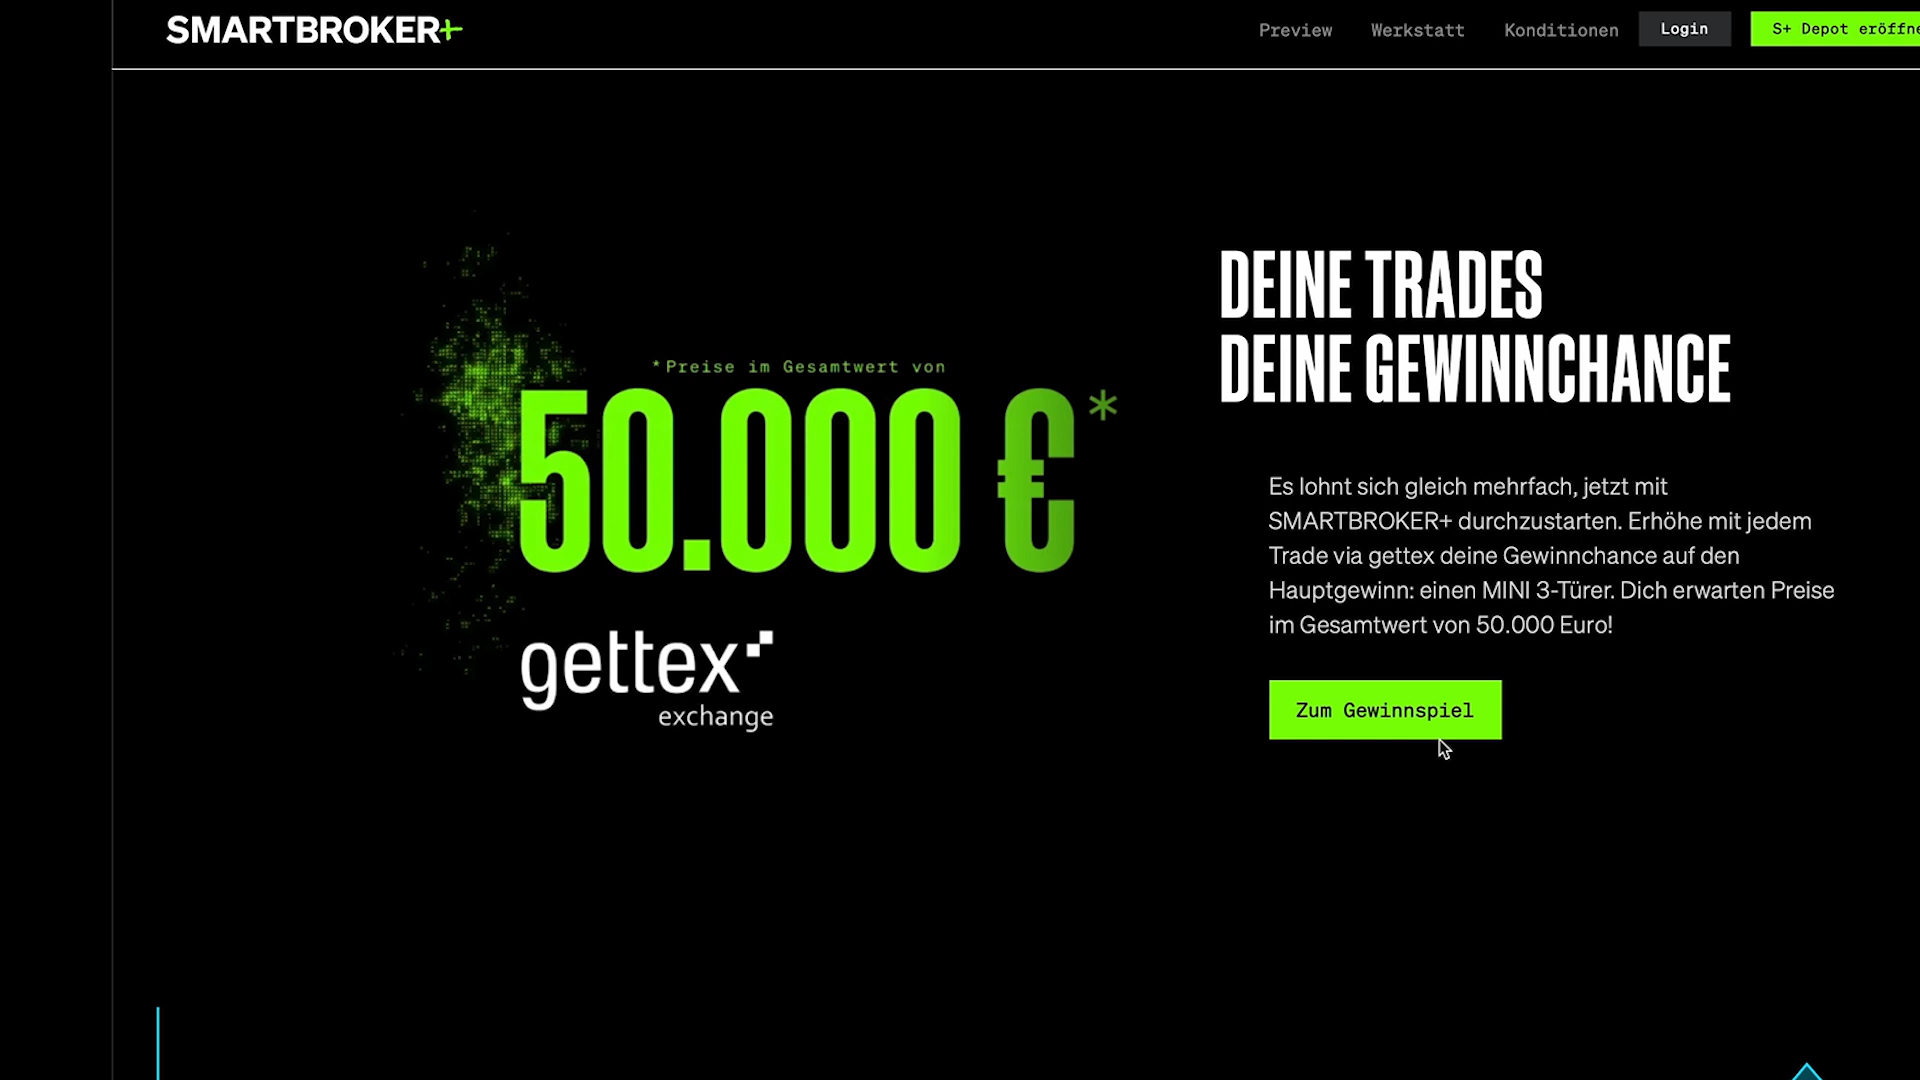 SMARTBROKER+
Preview
Werkstatt
Konditionen
Login
S+ Depot
DEINE TRADES
DEINE GEWINNCHANCE
*Preise im Gesamtwert von
50.000 €*
gettex
exchange
Es lohnt sich gleich mehrfach, jetzt mit
SMARTBROKER+ durchzustarten. Erhöhe mit jedem
Trade via gettex deine Gewinnchance auf den
Hauptgewinn: einen MINI 3-Türer. Dich erwarten Preise
im Gesamtwert von 50.000 Euro!
Zum Gewinnspiel